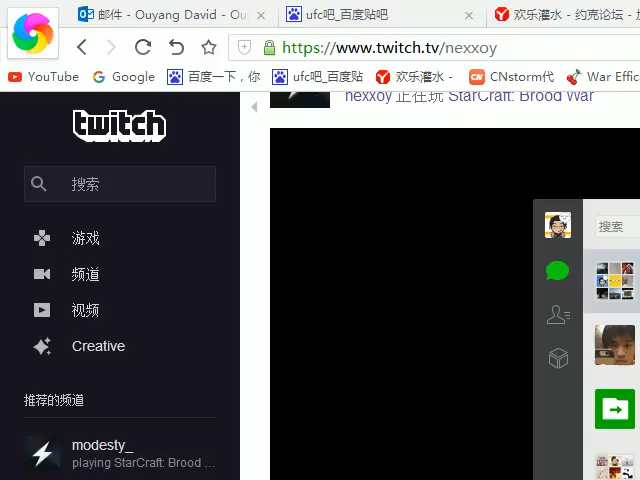 邮件 - Ouyang David - Ou
ufc吧_百度贴吧
欢乐灌水 - 约克论坛 -
https://www.twitch.tv/nexxoy
YouTube
Google
百度一下，你
ufc吧_百度贴
欢乐灌水 -
CNstorm代
War Effic
nexxoy 正在玩 StarCraft: Brood War
twitch
搜索
游戏
频道
视频
Creative
推荐的频道
modesty_
playing StarCraft: Brood ...
搜索